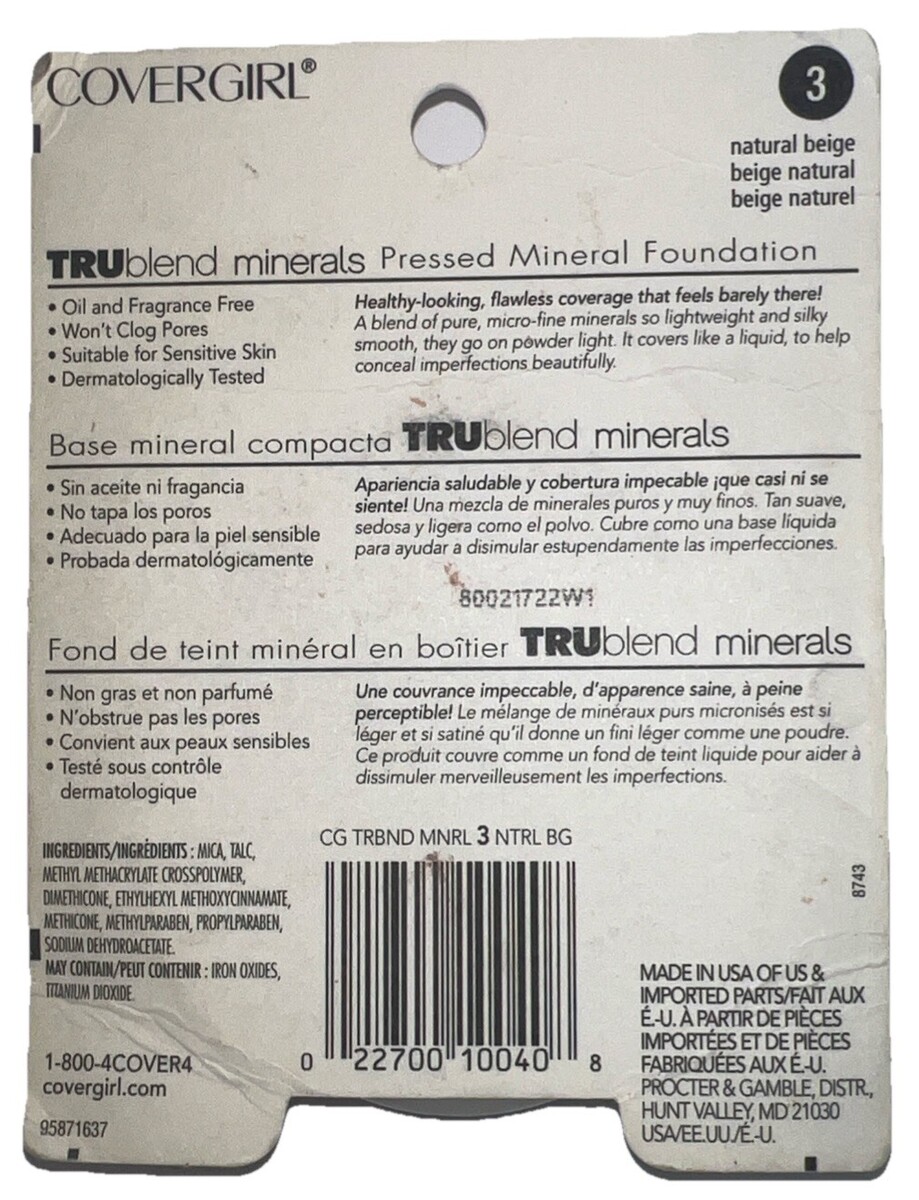 COVERGIRL®
3
natural beige
beige natural
beige naturel
TRUblend minerals Pressed Mineral Foundation
• Oil and Fragrance Free
• Won't Clog Pores
• Suitable for Sensitive Skin
• Dermatologically Tested
Healthy-looking, flawless coverage that feels barely there!
A blend of pure, micro-fine minerals so lightweight and silky
smooth, they go on powder light. It covers like a liquid, to help
conceal imperfections beautifully.
Base mineral compacta TRUblend minerals
• Sin aceite ni fragancia
• No tapa los poros
• Adecuado para la piel sensible
• Probada dermatológicamente
Apariencia saludable y cobertura impecable ¡que casi ni se
siente! Una mezcla de minerales puros y muy finos. Tan suave,
sedosa y ligera como el polvo. Cubre como una base líquida
para ayudar a disimular estupendamente las imperfecciones.
80021722W1
Fond de teint minéral en boîtier TRUblend minerals
• Non gras et non parfumé
• N'obstrue pas les pores
• Convient aux peaux sensibles
• Testé sous contrôle
dermatologique
Une couvrance impeccable, d'apparence saine, à peine
perceptible! Le mélange de minéraux purs micronisés est si
léger et si satiné qu'il donne un fini léger comme une poudre.
Ce produit couvre comme un fond de teint liquide pour aider à
dissimuler merveilleusement les imperfections.
INGREDIENTS/INGRÉDIENTS : MICA, TALC,
METHYL METHACRYLATE CROSSPOLYMER,
DIMETHICONE, ETHYLHEXYL METHOXYCINNAMATE,
METHICONE, METHYLPARABEN, PROPYLPARABEN,
SODIUM DEHYDROACETATE.
MAY CONTAIN/PEUT CONTENIR : IRON OXIDES,
TITANIUM DIOXIDE.
1-800-4COVER4
covergirl.com
95871637
CG TRBND MNRL 3 NTRL BG
0 22700 10040 8
8743
MADE IN USA OF US &
IMPORTED PARTS/FAIT AUX
É.-U. À PARTIR DE PIÈCES
IMPORTÉES ET DE PIÈCES
FABRIQUÉES AUX É.-U.
PROCTER & GAMBLE, DISTR.,
HUNT VALLEY, MD 21030
USA/EE.UU./É.-U.